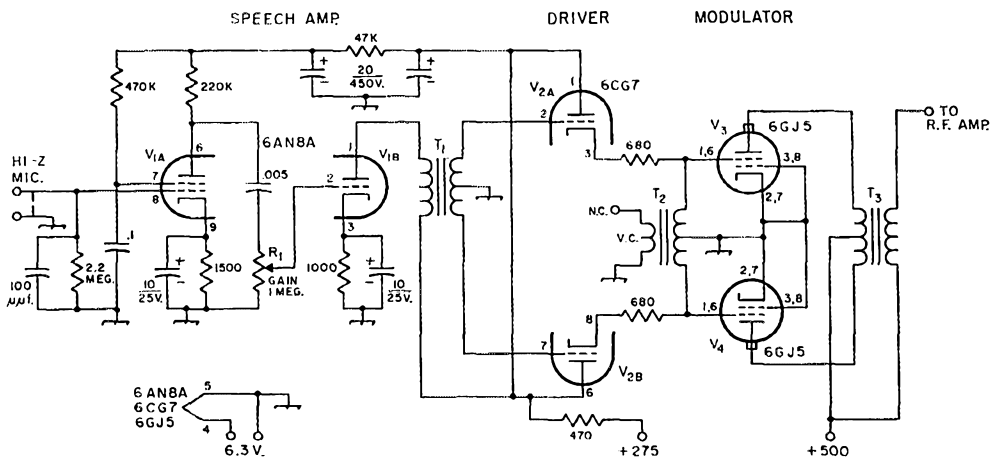 SPEECH AMP.
DRIVER
MODULATOR
47K
20
450V.
+
−
+
−
470K
220K
6AN8A
.005
6
V1A
7
8
9
HI-Z
MIC.
100
μμf.
2.2
MEG.
.1
10
25V.
+
−
1500
R1
GAIN
1 MEG.
1
V1B
2
3
1000
+
−
10
25V.
T1
V2A
1
6CG7
2
3
680
N.C.
V.C.
T2
680
8
7
V2B
6
V3
6GJ5
1,6
3,8
2,7
2,7
1,6
3,8
V4
6GJ5
T3
TO
R.F. AMP.
470
+275
+500
6AN8A
6CG7
6GJ5
5
4
6.3 V.